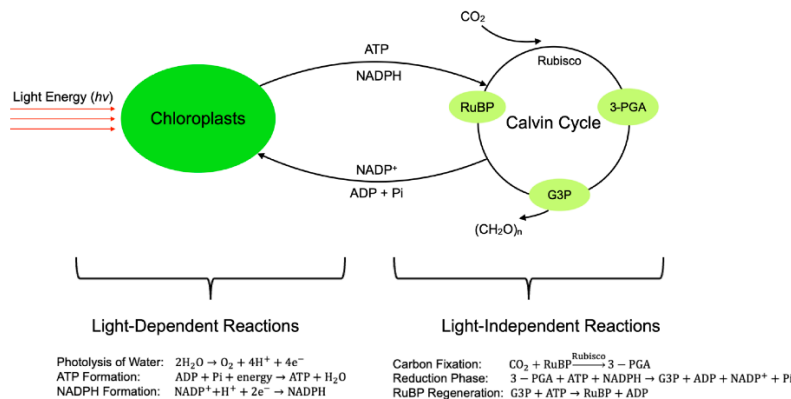 CO₂
ATP
Rubisco
NADPH
Light Energy (hv)
Chloroplasts
RuBP
3-PGA
Calvin Cycle
NADP⁺
ADP + Pi
G3P
(CH2O)ₙ
Light-Dependent Reactions
Light-Independent Reactions
Photolysis of Water: 2H₂O → O₂ + 4H⁺ + 4e⁻
ATP Formation: ADP + Pi + energy → ATP + H₂O
NADPH Formation: NADP⁺+H⁺ + 2e⁻ → NADPH
Carbon Fixation: CO₂ + RuBP Rubisco→ 3 − PGA
Reduction Phase: 3 − PGA + ATP + NADPH → G3P + ADP + NADP⁺ + Pi
RuBP Regeneration: G3P + ATP → RuBP + ADP